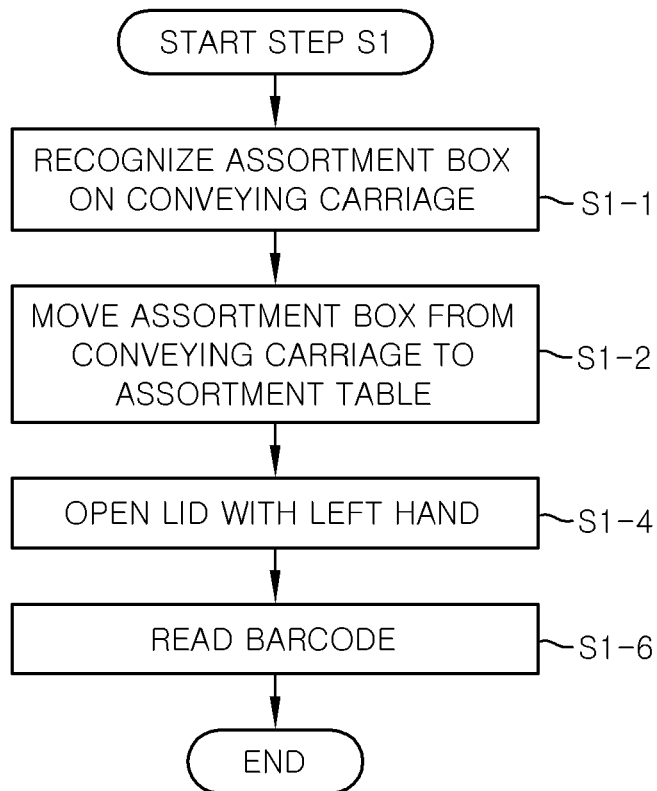 START STEP S1
RECOGNIZE ASSORTMENT BOX
ON CONVEYING CARRIAGE
S1-1
MOVE ASSORTMENT BOX FROM
CONVEYING CARRIAGE TO
ASSORTMENT TABLE
S1-2
OPEN LID WITH LEFT HAND
S1-4
READ BARCODE
S1-6
END